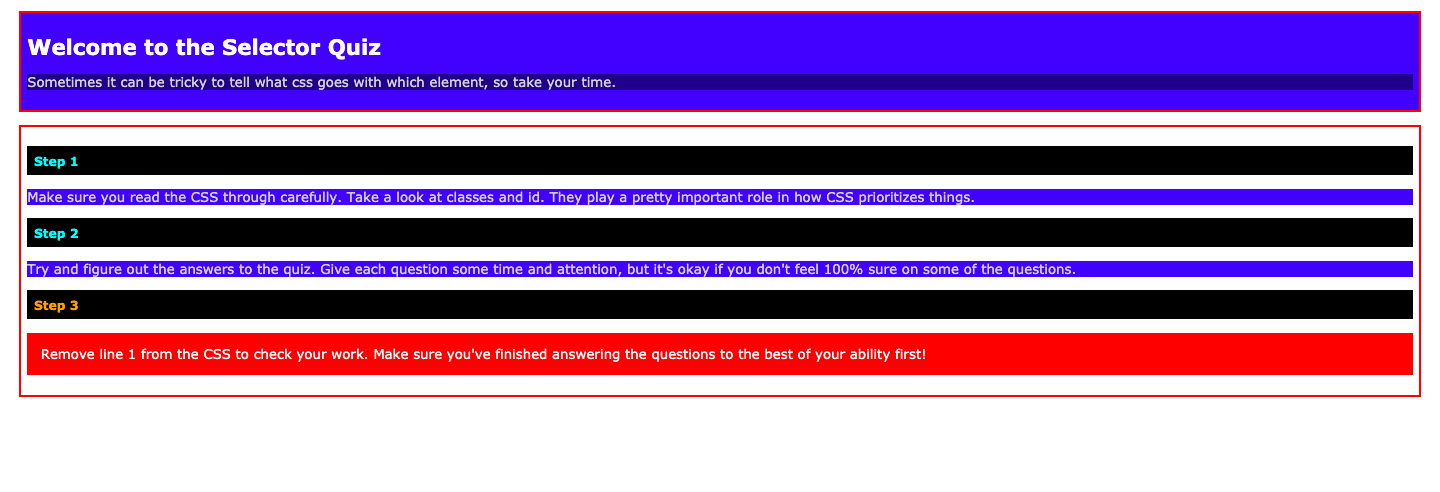 Welcome to the Selector Quiz
Sometimes it can be tricky to tell what css goes with which element, so take your time.
Step 1
Make sure you read the CSS through carefully. Take a look at classes and id. They play a pretty important role in how CSS prioritizes things.
Step 2
Try and figure out the answers to the quiz. Give each question some time and attention, but it's okay if you don't feel 100% sure on some of the questions.
Step 3
Remove line 1 from the CSS to check your work. Make sure you've finished answering the questions to the best of your ability first!